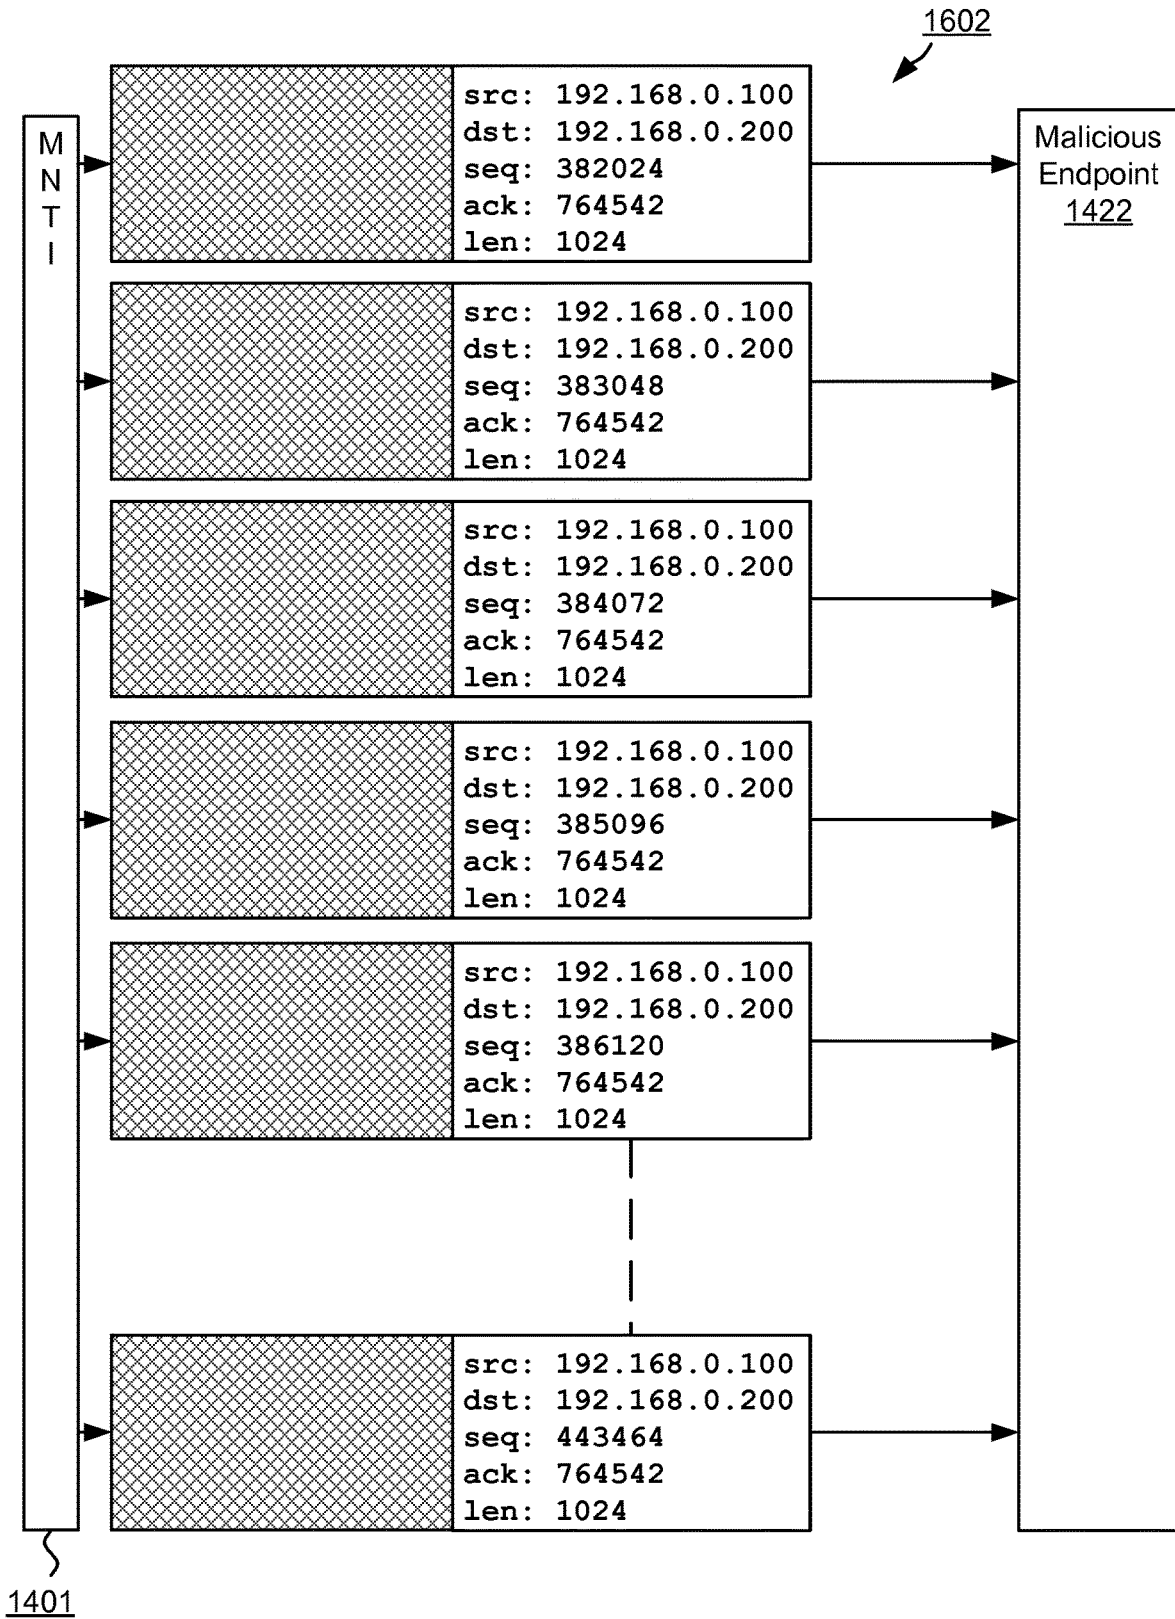 1602
M
N
T
I
src: 192.168.0.100
dst: 192.168.0.200
seq: 382024
ack: 764542
len: 1024
src: 192.168.0.100
dst: 192.168.0.200
seq: 383048
ack: 764542
len: 1024
src: 192.168.0.100
dst: 192.168.0.200
seq: 384072
ack: 764542
len: 1024
src: 192.168.0.100
dst: 192.168.0.200
seq: 385096
ack: 764542
len: 1024
src: 192.168.0.100
dst: 192.168.0.200
seq: 386120
ack: 764542
len: 1024
src: 192.168.0.100
dst: 192.168.0.200
seq: 443464
ack: 764542
len: 1024
Malicious
Endpoint
1422
1401